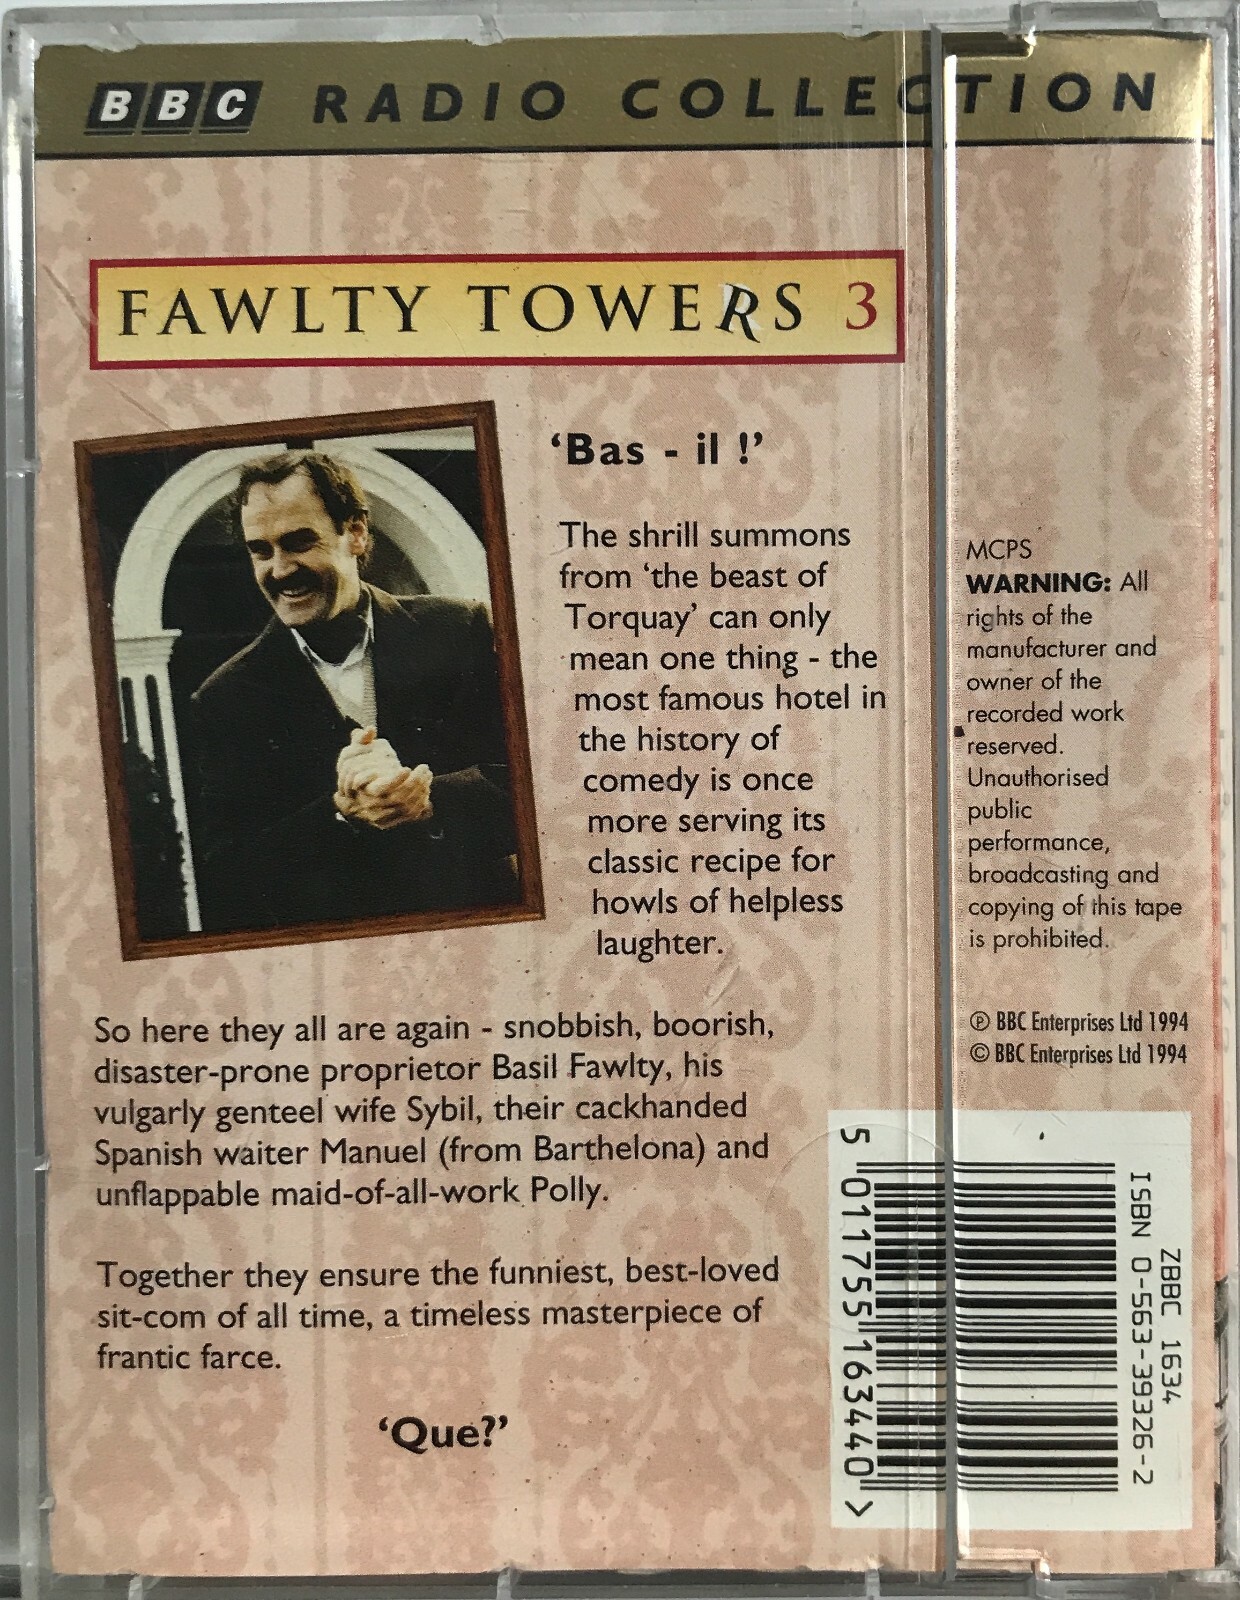 BBC RADIO COLLECTION
FAWLTY TOWERS 3
‘Bas - il !’
The shrill summons
from ‘the beast of
Torquay’ can only
mean one thing - the
most famous hotel in
the history of
comedy is once
more serving its
classic recipe for
howls of helpless
laughter.
So here they all are again - snobbish, boorish,
disaster-prone proprietor Basil Fawlty, his
vulgarly genteel wife Sybil, their cackhanded
Spanish waiter Manuel (from Barthelona) and
unflappable maid-of-all-work Polly.
Together they ensure the funniest, best-loved
sit-com of all time, a timeless masterpiece of
frantic farce.
‘Que?’
MCPS
WARNING: All
rights of the
manufacturer and
owner of the
recorded work
reserved.
Unauthorised
public
performance,
broadcasting and
copying of this tape
is prohibited.
℗ BBC Enterprises Ltd 1994
© BBC Enterprises Ltd 1994
ZBBC 1634
ISBN 0-563-39326-2
5 011755 163440 >